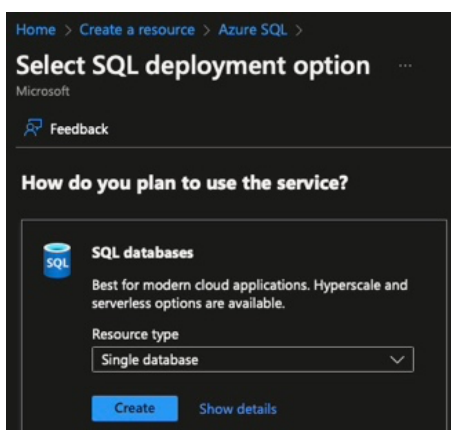 Home > Create a resource > Azure SQL >
Select SQL deployment option ...
Microsoft
Feedback
How do you plan to use the service?
SQL
SQL databases
Best for modern cloud applications. Hyperscale and
serverless options are available.
Resource type
Single database
Create Show details